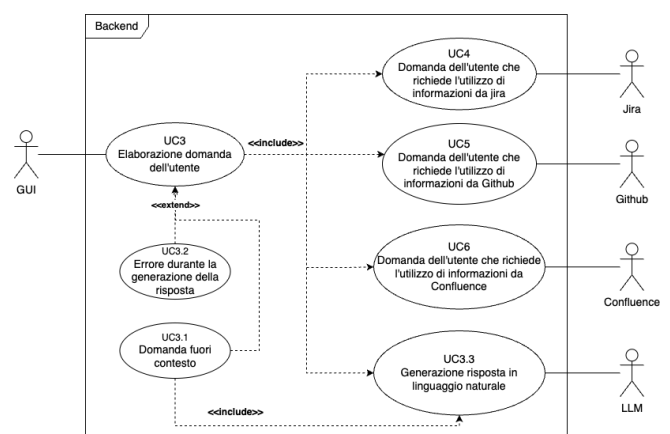 Backend
UC4
Domanda dell'utente che
richiede l'utilizzo di
informazioni da jira
Jira
UC3
Elaborazione domanda
dell'utente
<<include>>
UC5
Domanda dell'utente che
richiede l'utilizzo di
informazioni da Github
GUI
Github
<<extend>>
UC3.2
Errore durante la
generazione della
risposta
UC6
Domanda dell'utente che richiede
l'utilizzo di informazioni da
Confluence
Confluence
UC3.1
Domanda fuori
contesto
UC3.3
Generazione risposta in
linguaggio naturale
LLM
<<include>>